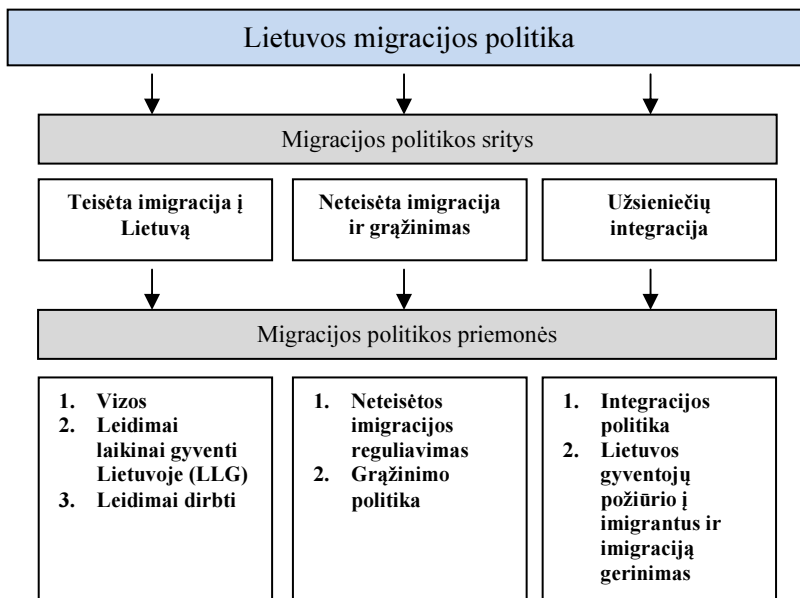 Lietuvos migracijos politika
Migracijos politikos sritys
Teisėta imigracija į
Lietuvą
Neteisėta imigracija
ir grąžinimas
Užsieniečių
integracija
Migracijos politikos priemonės
1. Vizos
2. Leidimai
laikinai gyventi
Lietuvoje (LLG)
3. Leidimai dirbti
1. Neteisėtos
imigracijos
reguliavimas
2. Grąžinimo
politika
1. Integracijos
politika
2. Lietuvos
gyventojų
požiūrio į
imigrantus ir
imigraciją
gerinimas